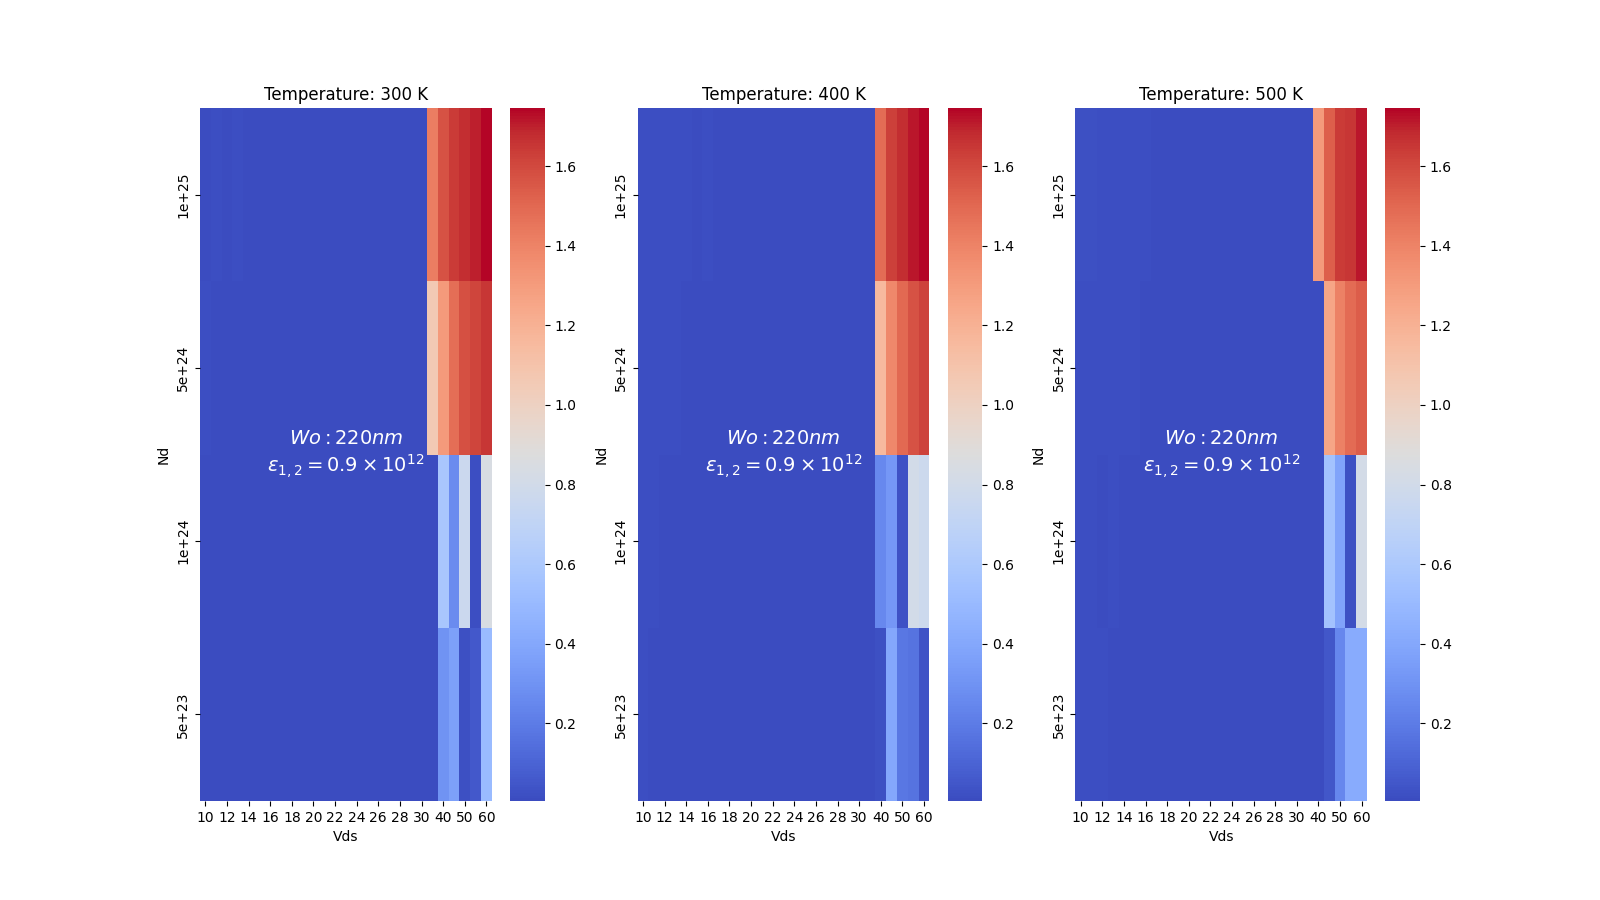 Temperature: 300 K
Temperature: 400 K
Temperature: 500 K
Nd
1e+25
5e+24
1e+24
5e+23
Wo : 220nm
ε1, 2 = 0.9 × 10^12
10 12 14 16 18 20 22 24 26 28 30 40 50 60
Vds
1.6
1.4
1.2
1.0
0.8
0.6
0.4
0.2
Nd
1e+25
5e+24
1e+24
5e+23
Wo : 220nm
ε1, 2 = 0.9 × 10^12
10 12 14 16 18 20 22 24 26 28 30 40 50 60
Vds
1.6
1.4
1.2
1.0
0.8
0.6
0.4
0.2
Nd
1e+25
5e+24
1e+24
5e+23
Wo : 220nm
ε1, 2 = 0.9 × 10^12
10 12 14 16 18 20 22 24 26 28 30 40 50 60
Vds
1.6
1.4
1.2
1.0
0.8
0.6
0.4
0.2